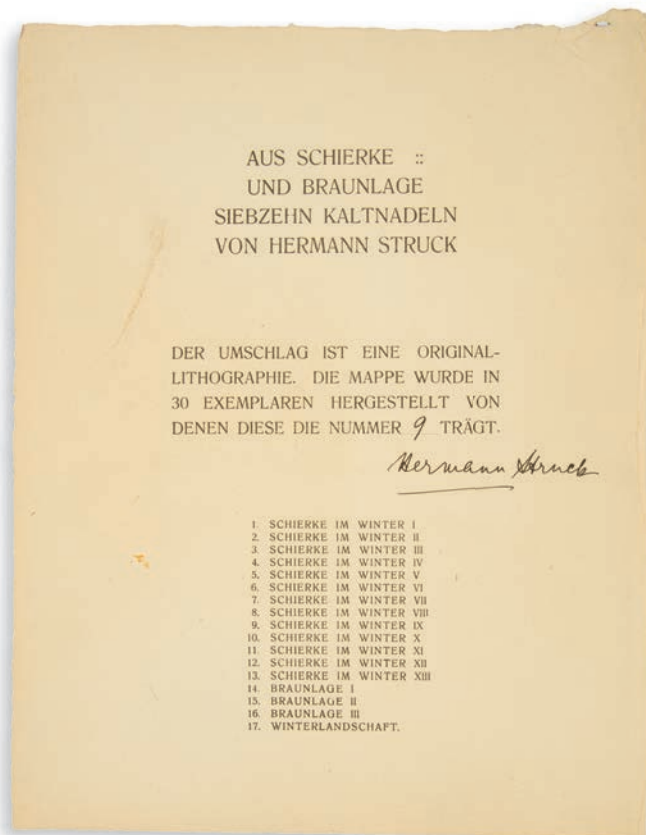 AUS SCHIERKE ::
UND BRAUNLAGE
SIEBZEHN KALTNADELN
VON HERMANN STRUCK
DER UMSCHLAG IST EINE ORIGINAL-
LITHOGRAPHIE. DIE MAPPE WURDE IN
30 EXEMPLAREN HERGESTELLT VON
DENEN DIESE DIE NUMMER 9 TRÄGT.
Hermann Struck
1. SCHIERKE IM WINTER I
2. SCHIERKE IM WINTER II
3. SCHIERKE IM WINTER III
4. SCHIERKE IM WINTER IV
5. SCHIERKE IM WINTER V
6. SCHIERKE IM WINTER VI
7. SCHIERKE IM WINTER VII
8. SCHIERKE IM WINTER VIII
9. SCHIERKE IM WINTER IX
10. SCHIERKE IM WINTER X
11. SCHIERKE IM WINTER XI
12. SCHIERKE IM WINTER XII
13. SCHIERKE IM WINTER XIII
14. BRAUNLAGE I
15. BRAUNLAGE II
16. BRAUNLAGE III
17. WINTERLANDSCHAFT.